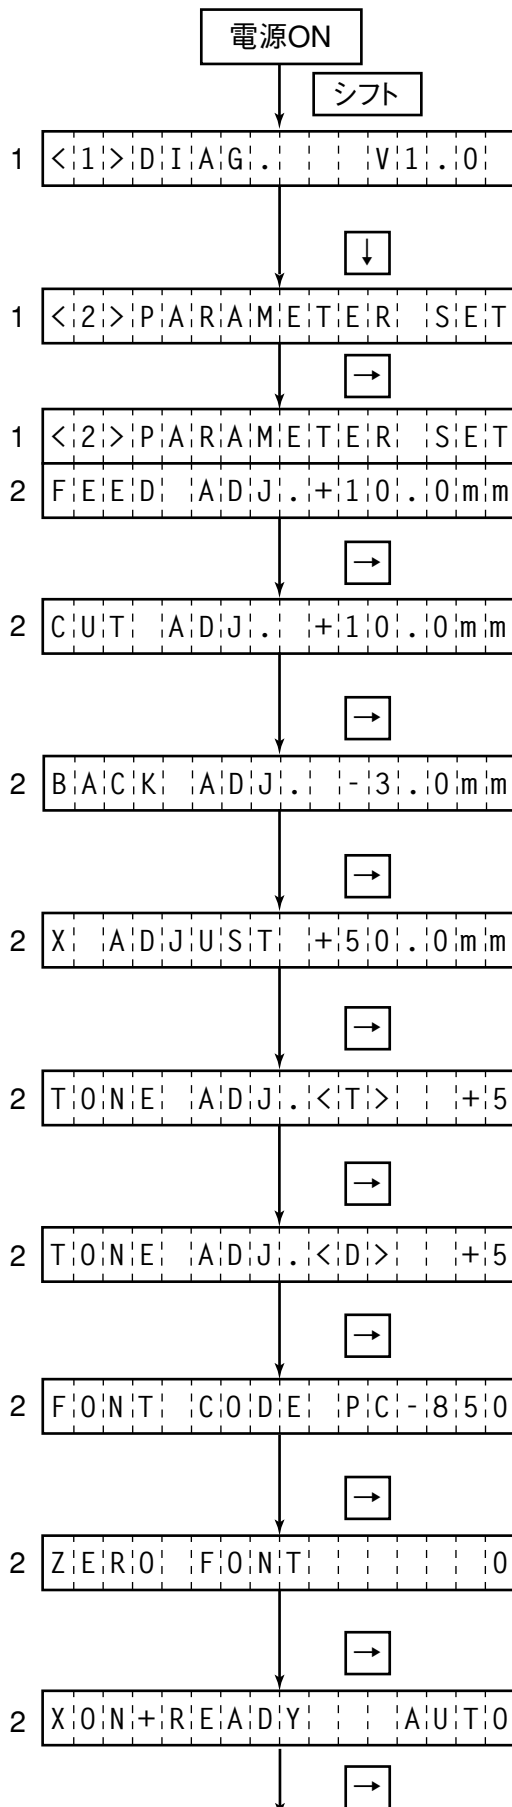 電源ON
シフト
1 <1>DIAG. V1.0
↓
1 <2>PARAMETER SET
→
1 <2>PARAMETER SET
2 FEED ADJ.+10.0mm
→
2 CUT ADJ. +10.0mm
→
2 BACK ADJ. -3.0mm
→
2 X ADJUST +50.0mm
→
2 TONE ADJ.<T> +5
→
2 TONE ADJ.<D> +5
→
2 FONT CODE PC-850
→
2 ZERO FONT 0
→
2 XON+READY AUTO
→